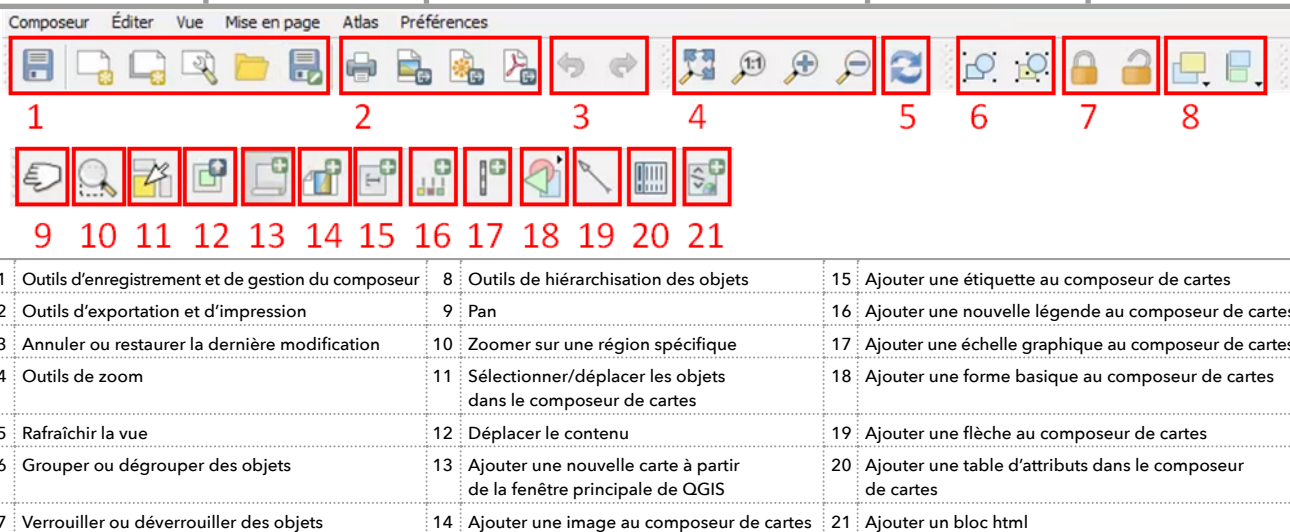 Composeur Éditer Vue Mise en page Atlas Préférences
1:1
1 2 3 4 5 6 7 8
9 10 11 12 13 14 15 16 17 18 19 20 21
1 Outils d’enregistrement et de gestion du composeur 8 Outils de hiérarchisation des objets 15 Ajouter une étiquette au composeur de cartes
2 Outils d’exportation et d’impression 9 Pan 16 Ajouter une nouvelle légende au composeur de cartes
3 Annuler ou restaurer la dernière modification 10 Zoomer sur une région spécifique 17 Ajouter une échelle graphique au composeur de cartes
4 Outils de zoom 11 Sélectionner/déplacer les objets 18 Ajouter une forme basique au composeur de cartes
dans le composeur de cartes
5 Rafraîchir la vue 12 Déplacer le contenu 19 Ajouter une flèche au composeur de cartes
6 Grouper ou dégrouper des objets 13 Ajouter une nouvelle carte à partir 20 Ajouter une table d’attributs dans le composeur
de la fenêtre principale de QGIS de cartes
7 Verrouiller ou déverrouiller des objets 14 Ajouter une image au composeur de cartes 21 Ajouter un bloc html